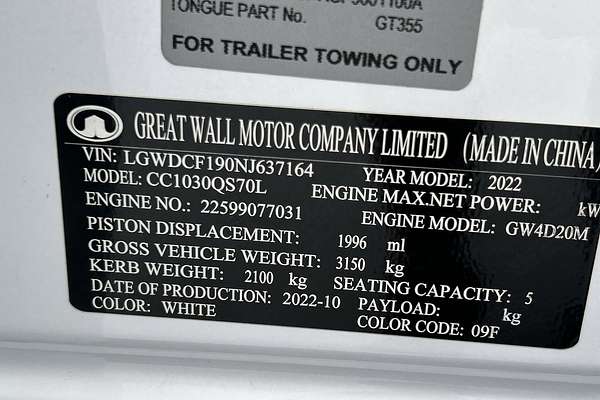 TONGUE PART No. GT355
FOR TRAILER TOWING ONLY
GREAT WALL MOTOR COMPANY LIMITED (MADE IN CHINA)
VIN: LGWDCF190NJ637164 YEAR MODEL: 2022
MODEL: CC1030QS70L ENGINE MAX.NET POWER: kW
ENGINE NO.: 22599077031 ENGINE MODEL: GW4D20M
PISTON DISPLACEMENT: 1996 ml
GROSS VEHICLE WEIGHT: 3150 kg
KERB WEIGHT: 2100 kg SEATING CAPACITY: 5
DATE OF PRODUCTION: 2022-10 PAYLOAD: kg
COLOR: WHITE COLOR CODE: 09F